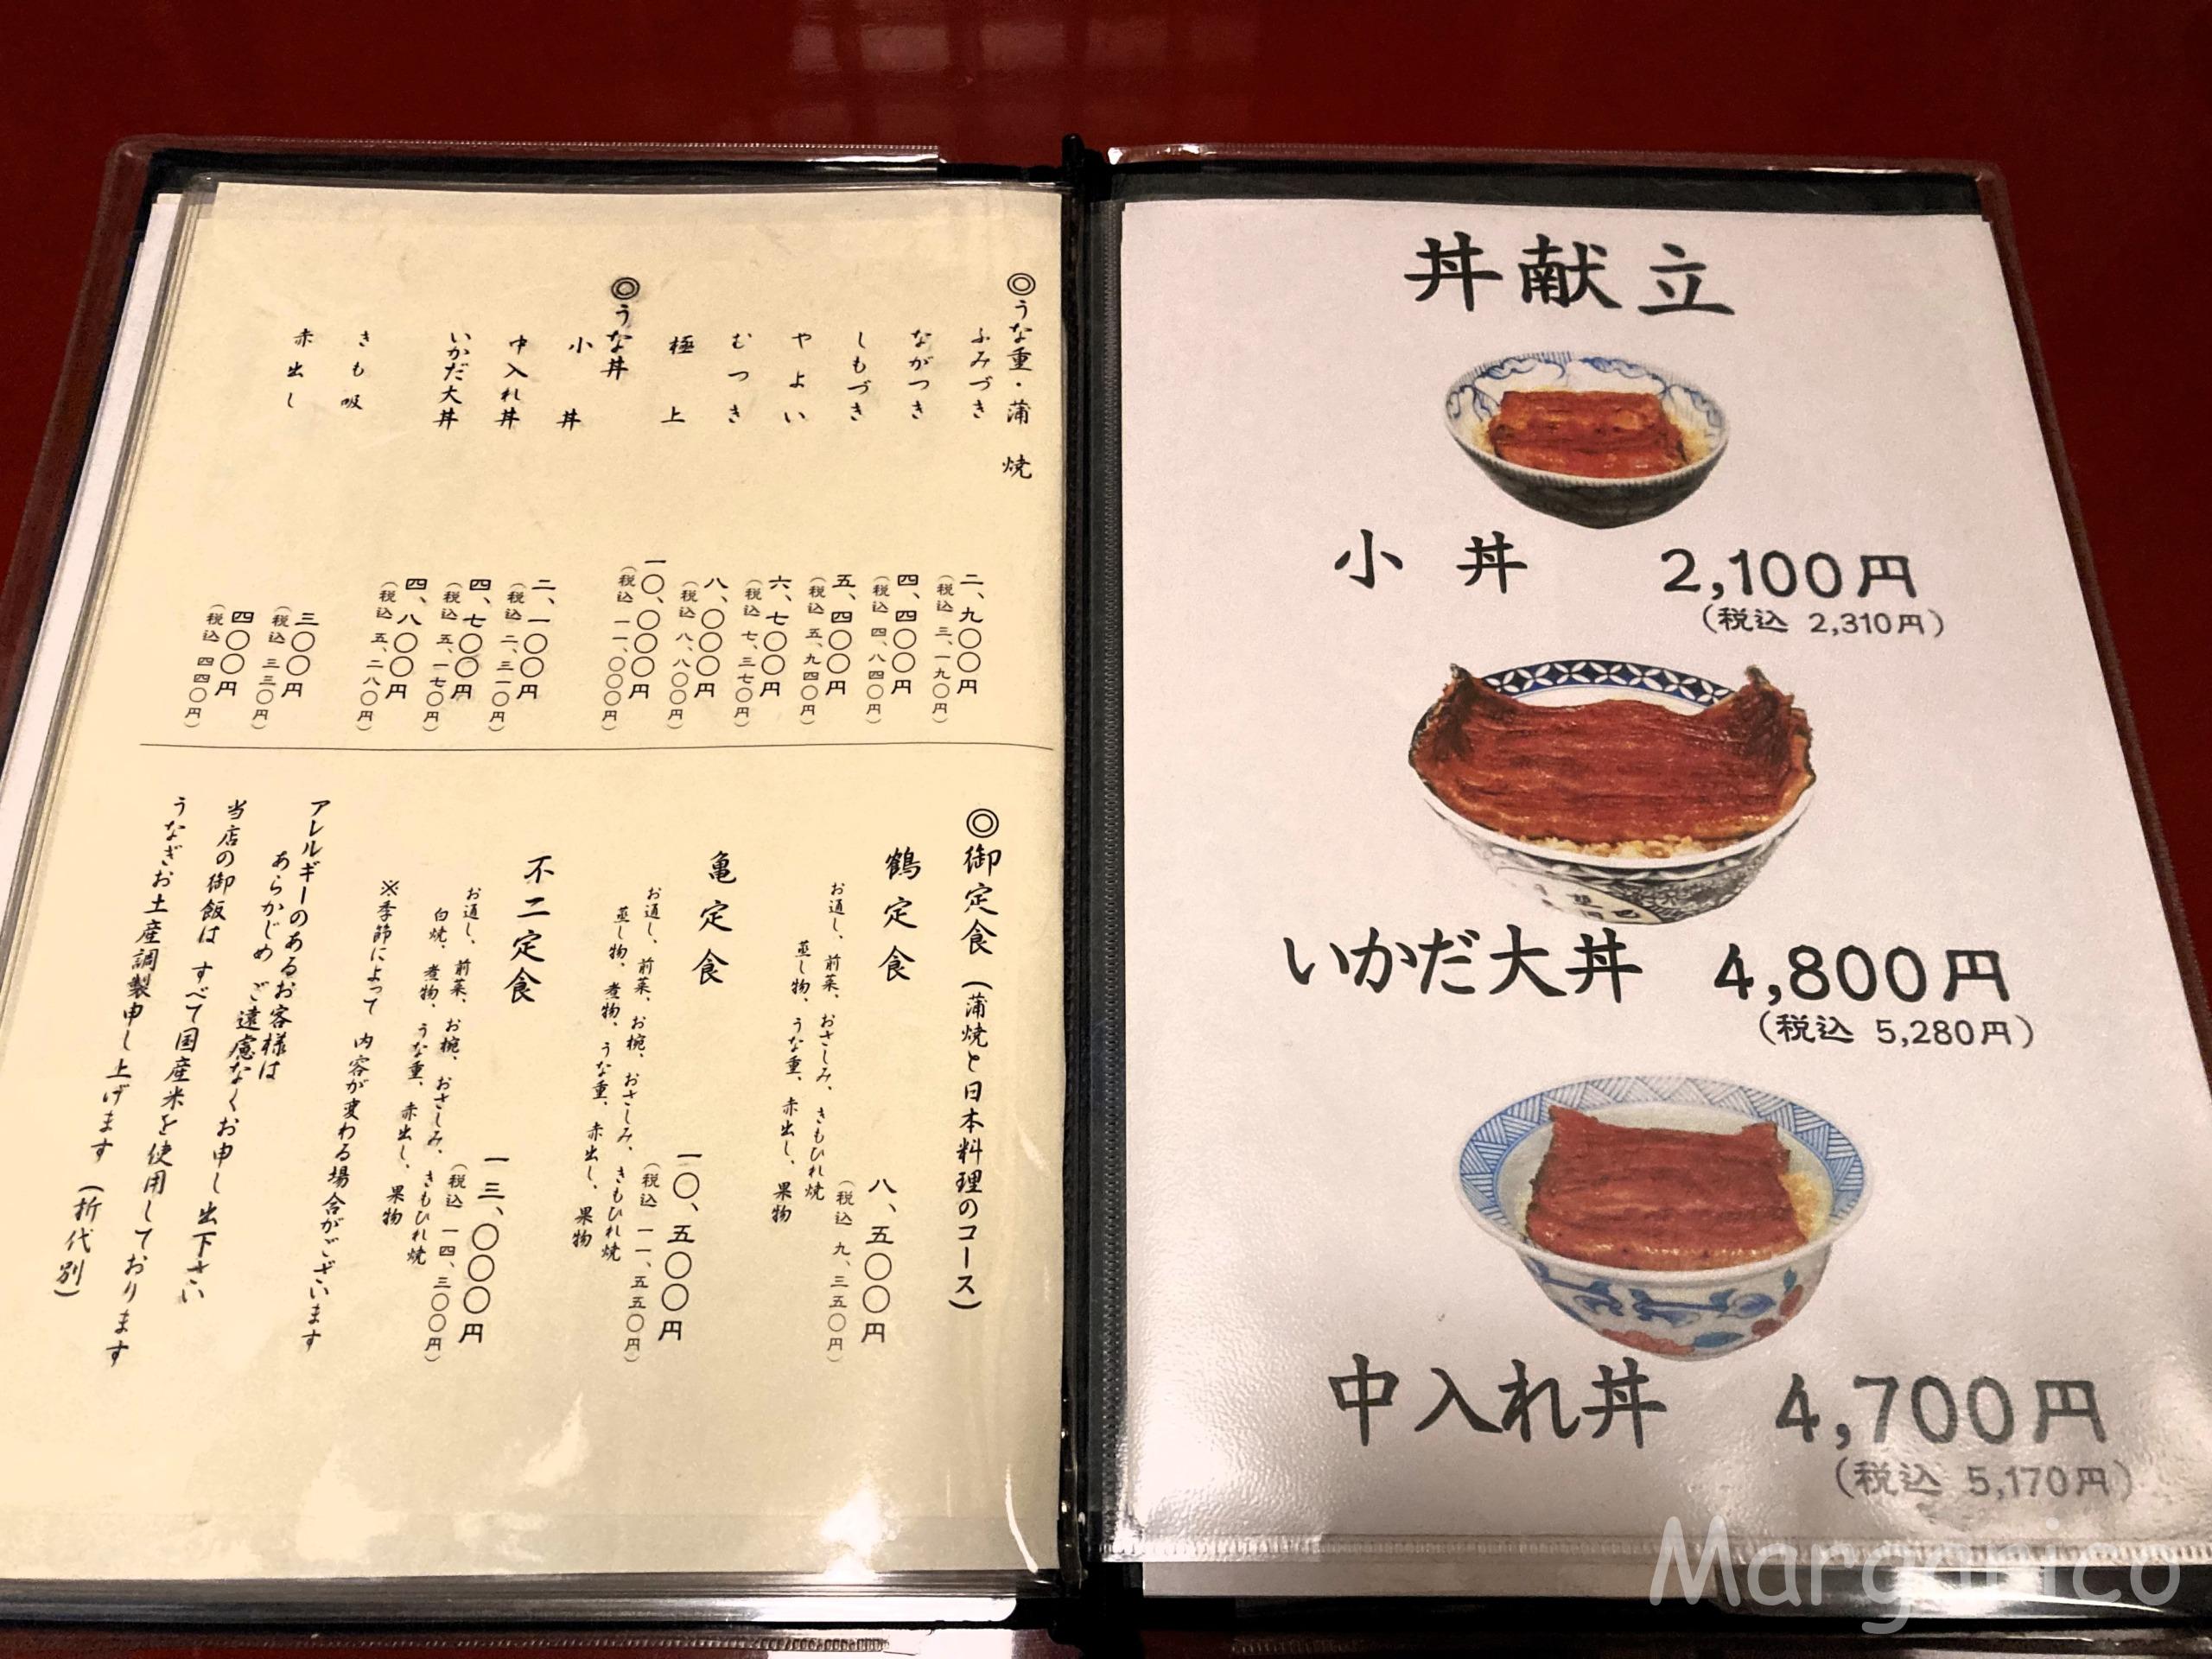 ◎うな重・蒲焼
ふみづき 二、九〇〇円
(税込 三、一九〇円)
ながつき 四、四〇〇円
(税込 四、八四〇円)
しもづき 五、四〇〇円
(税込 五、九四〇円)
やよい 六、七〇〇円
(税込 七、三七〇円)
むつき 八、〇〇〇円
(税込 八、八〇〇円)
極上 一〇、〇〇〇円
(税込 一一、〇〇〇円)
◎うな丼
小丼 二、一〇〇円
(税込 二、三一〇円)
中入れ丼 四、七〇〇円
(税込 五、一七〇円)
いかだ大丼 四、八〇〇円
(税込 五、二八〇円)
きも吸 三〇〇円
(税込 三三〇円)
赤出し 四〇〇円
(税込 四四〇円)
◎御定食(蒲焼と日本料理のコース)
鶴定食 八、五〇〇円
(税込 九、三五〇円)
お通し、前菜、おさしみ、きもひれ焼
蒸し物、うな重、赤出し、果物
亀定食 一〇、五〇〇円
(税込 一一、五五〇円)
お通し、前菜、お椀、おさしみ、きもひれ焼
蒸し物、煮物、うな重、赤出し、果物
不二定食 一三、〇〇〇円
(税込 一四、三〇〇円)
お通し、前菜、お椀、おさしみ、きもひれ焼
白焼、煮物、うな重、赤出し、果物
※季節によって 内容が変わる場合がございます
アレルギーのあるお客様は
あらかじめ ご遠慮なくお申し出下さい
当店の御飯は すべて国産米を使用しております
うなぎお土産調製申し上げます(折代別)
丼献立
小丼 2,100円
(税込 2,310円)
いかだ大丼 4,800円
(税込 5,280円)
中入れ丼 4,700円
(税込 5,170円)
Marganico